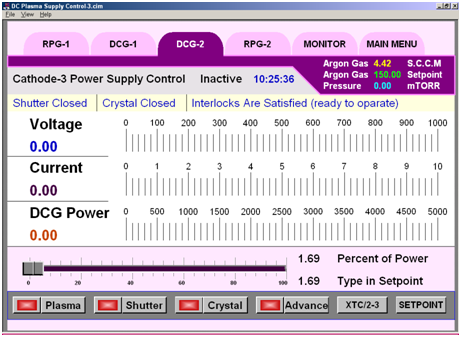 DC Plasma Supply Control-3.cim
File View Help
RPG-1 DCG-1 DCG-2 RPG-2 MONITOR MAIN MENU
Cathode-3 Power Supply Control Inactive 10:25:36
Argon Gas 4.42 S.C.C.M
Argon Gas 150.00 Setpoint
Pressure 0.00 mTORR
Shutter Closed Crystal Closed Interlocks Are Satisfied (ready to oparate)
Voltage 0 100 200 300 400 500 600 700 800 900 1000
0.00
Current 0 1 2 3 4 5 6 7 8 9 10
0.00
DCG Power 0 500 1000 1500 2000 2500 3000 3500 4000 4500 5000
0.00
1.69 Percent of Power
0 20 40 60 80 100
1.69 Type in Setpoint
Plasma Shutter Crystal Advance XTC/2-3 SETPOINT